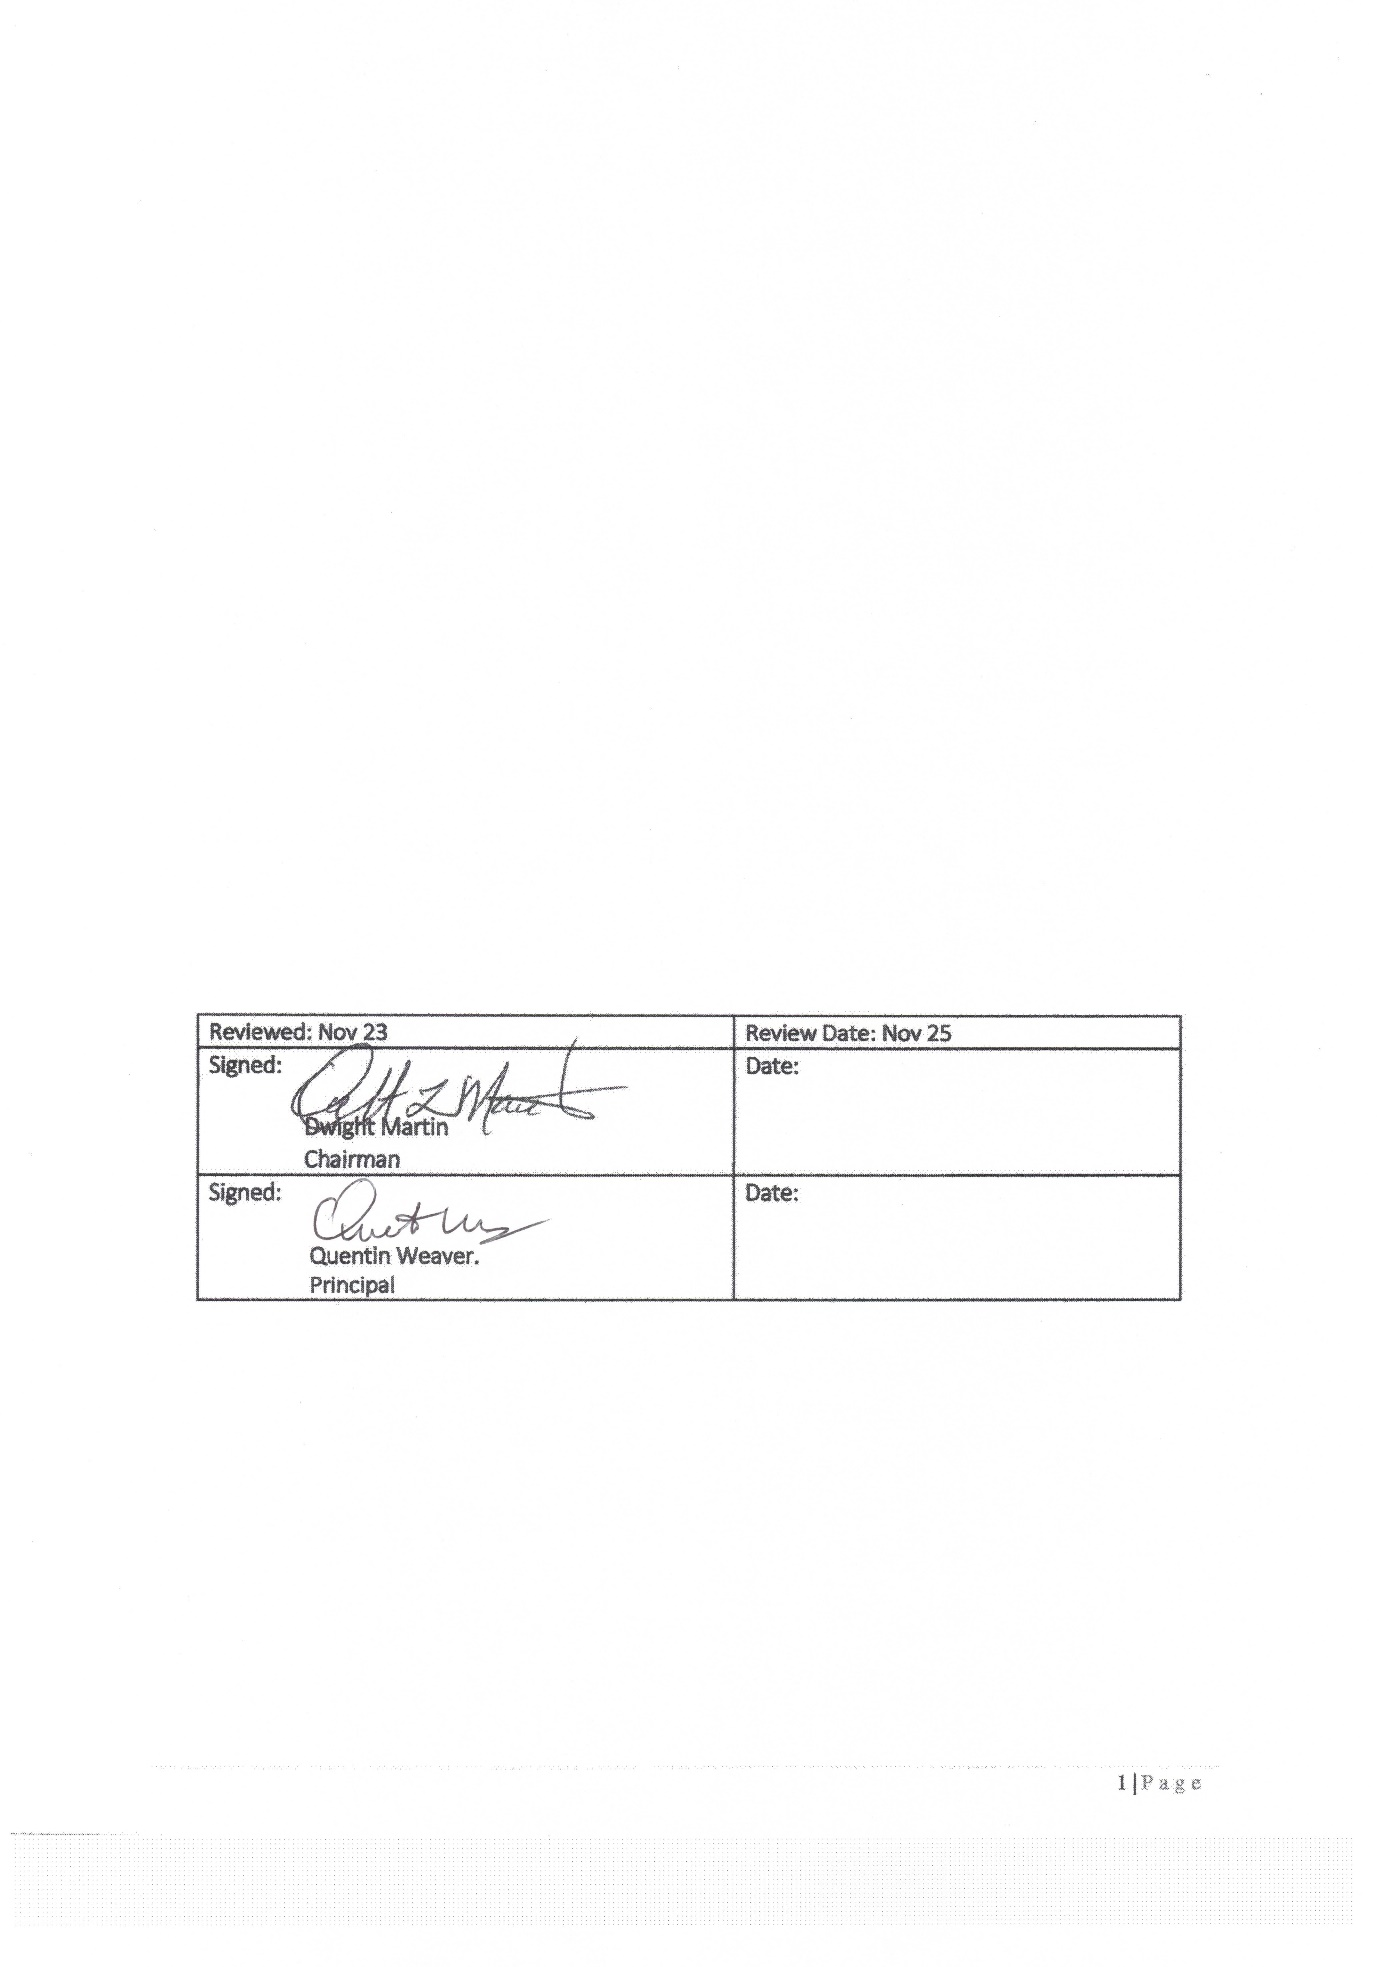 Reviewed: Nov 23
Review Date: Nov 25
Signed:
Date:
Dwight Martin
Chairman
Signed:
Date:
Quentin Weaver.
Principal
1|Page